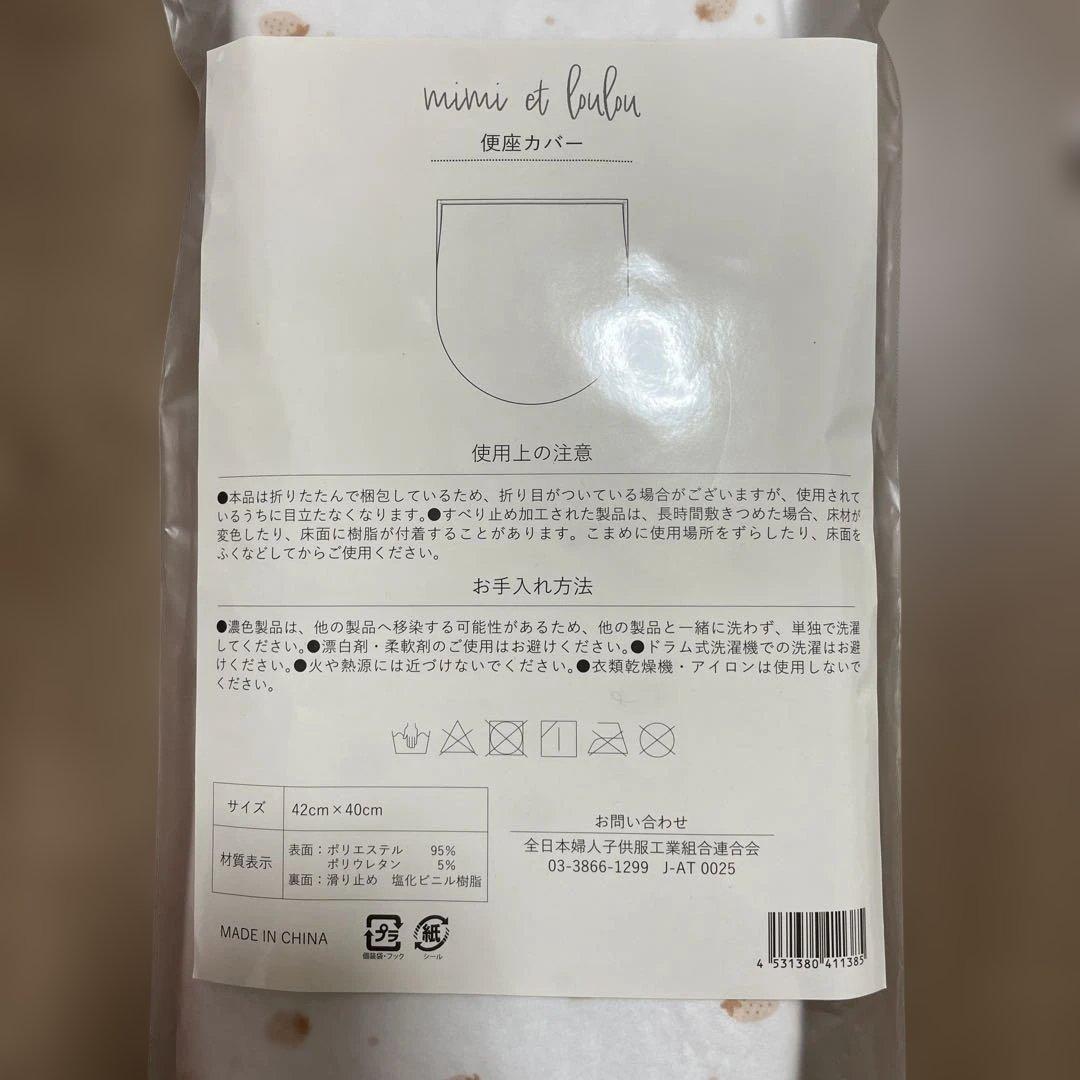 mimi et loulou
便座カバー
使用上の注意
●本品は折りたたんで梱包しているため、折り目がついている場合がございますが、使用されて
いるうちに目立たなくなります。●すべり止め加工された製品は、長時間敷きつめた場合、床材が
変色したり、床面に樹脂が付着することがあります。こまめに使用場所をずらしたり、床面を
ふくなどしてからご使用ください。
お手入れ方法
●濃色製品は、他の製品へ移染する可能性があるため、他の製品と一緒に洗わず、単独で洗濯
してください。●漂白剤・柔軟剤のご使用はお避けください。●ドラム式洗濯機での洗濯はお避
けください。●火や熱源には近づけないでください。●衣類乾燥機・アイロンは使用しないで
ください。
サイズ 42cm×40cm
材質表示 表面：ポリエステル 95%
ポリウレタン 5%
裏面：滑り止め 塩化ビニル樹脂
お問い合わせ
全日本婦人子供服工業組合連合会
03-3866-1299 J-AT 0025
MADE IN CHINA
プラ
個装袋・フック
紙
シール
4 531380 411385